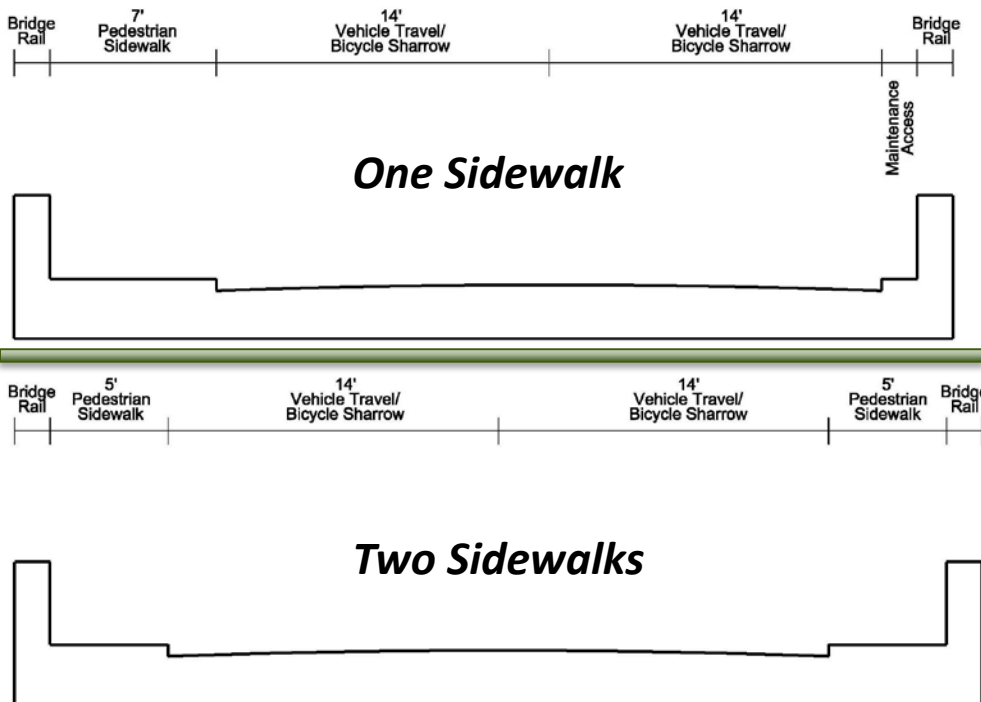 Bridge
Rail
7'
Pedestrian
Sidewalk
14'
Vehicle Travel/
Bicycle Sharrow
14'
Vehicle Travel/
Bicycle Sharrow
Bridge
Rail
Maintenance
Access
One Sidewalk
Bridge
Rail
5'
Pedestrian
Sidewalk
14'
Vehicle Travel/
Bicycle Sharrow
14'
Vehicle Travel/
Bicycle Sharrow
5'
Pedestrian
Sidewalk
Bridge
Rail
Two Sidewalks